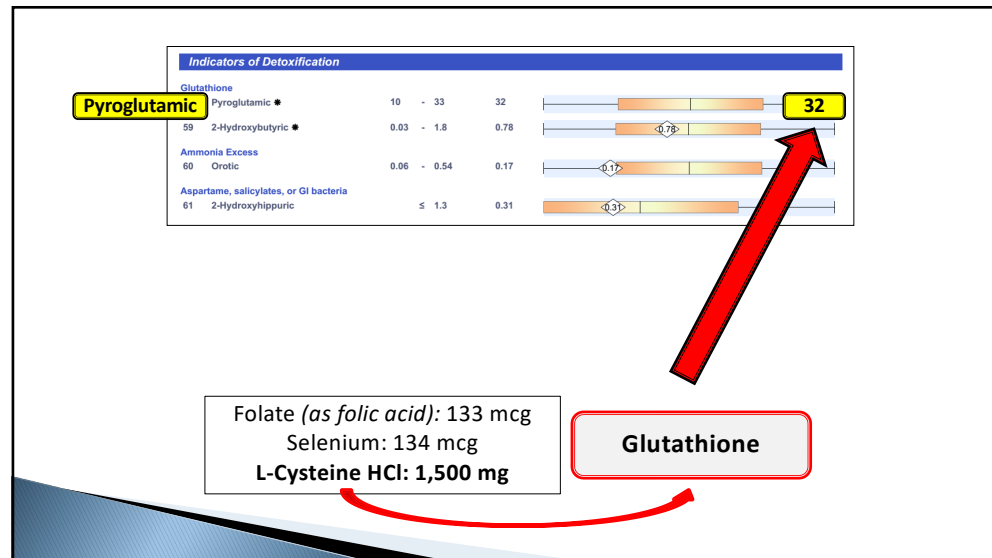 Indicators of Detoxification
Glutathione
Pyroglutamic
Pyroglutamic ✸ 10 - 33 32
32
59 2-Hydroxybutyric ✸ 0.03 - 1.8 0.78 0.78
Ammonia Excess
60 Orotic 0.06 - 0.54 0.17 0.17
Aspartame, salicylates, or GI bacteria
61 2-Hydroxyhippuric ≤ 1.3 0.31 0.31
Folate (as folic acid): 133 mcg
Selenium: 134 mcg
L-Cysteine HCl: 1,500 mg
Glutathione